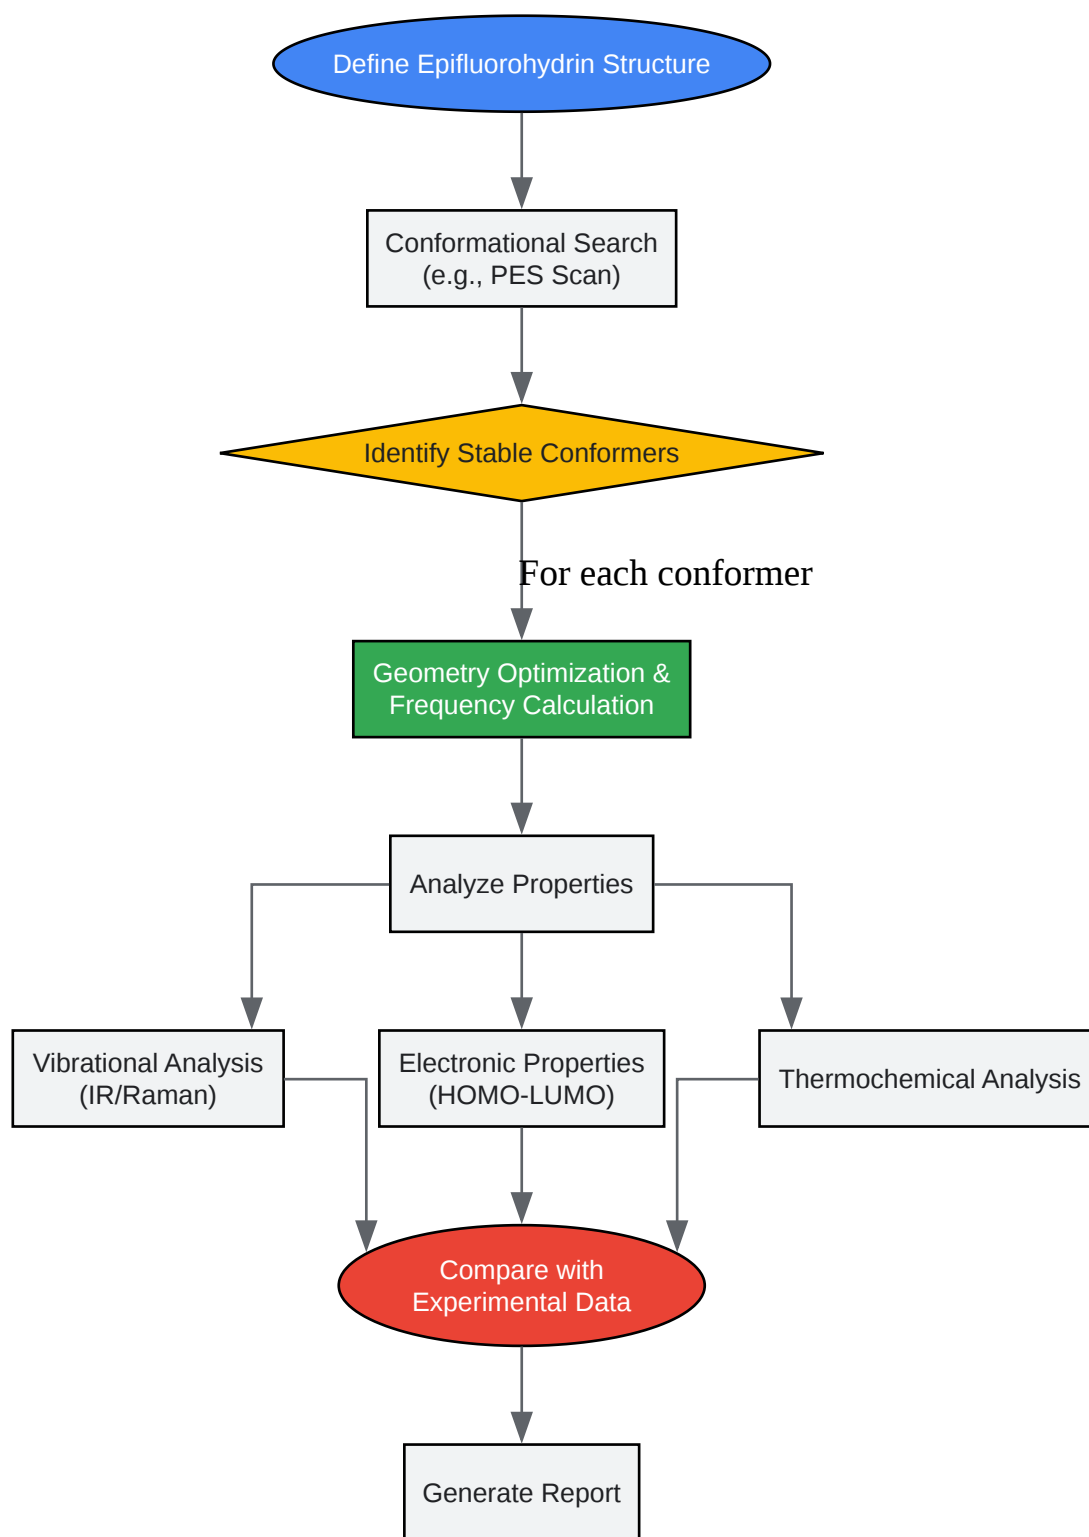 Define Epifluorohydrin Structure
Conformational Search
(e.g., PES Scan)
Identify Stable Conformers
For each conformer
Geometry Optimization &
Frequency Calculation
Analyze Properties
Vibrational Analysis
(IR/Raman)
Electronic Properties
(HOMO-LUMO)
Thermochemical Analysis
Compare with
Experimental Data
Generate Report